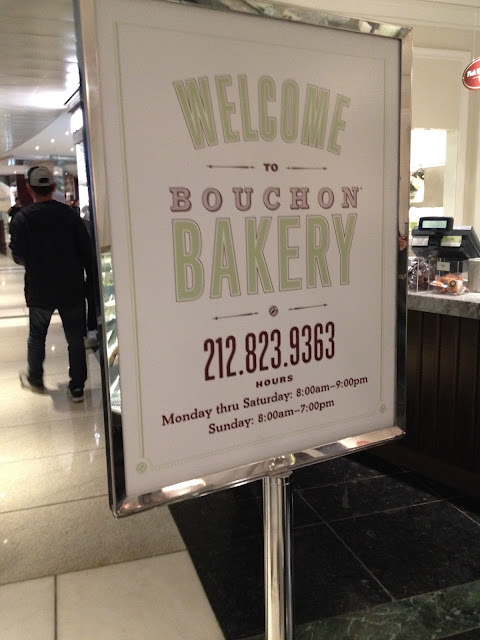 WELCOME
TO
BOUCHON
BAKERY
212.823.9363
HOURS
Monday thru Saturday: 8:00am–9:00pm
Sunday: 8:00am–7:00pm